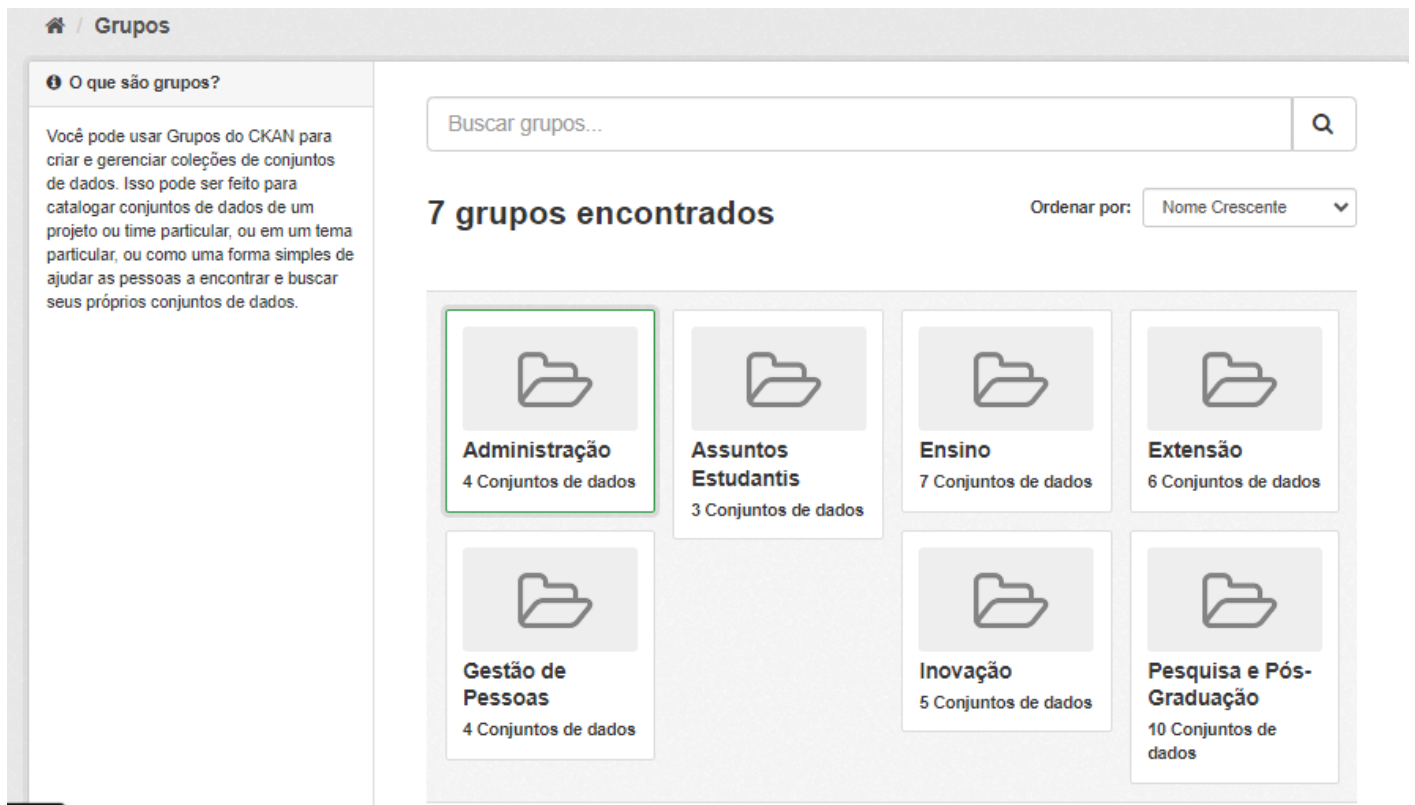 / Grupos
O que são grupos?
Você pode usar Grupos do CKAN para
criar e gerenciar coleções de conjuntos
de dados. Isso pode ser feito para
catalogar conjuntos de dados de um
projeto ou time particular, ou em um tema
particular, ou como uma forma simples de
ajudar as pessoas a encontrar e buscar
seus próprios conjuntos de dados.
Buscar grupos...
7 grupos encontrados
Ordenar por: Nome Crescente
Administração
4 Conjuntos de dados
Assuntos
Estudantis
3 Conjuntos de dados
Ensino
7 Conjuntos de dados
Extensão
6 Conjuntos de dados
Gestão de
Pessoas
4 Conjuntos de dados
Inovação
5 Conjuntos de dados
Pesquisa e Pós-
Graduação
10 Conjuntos de
dados